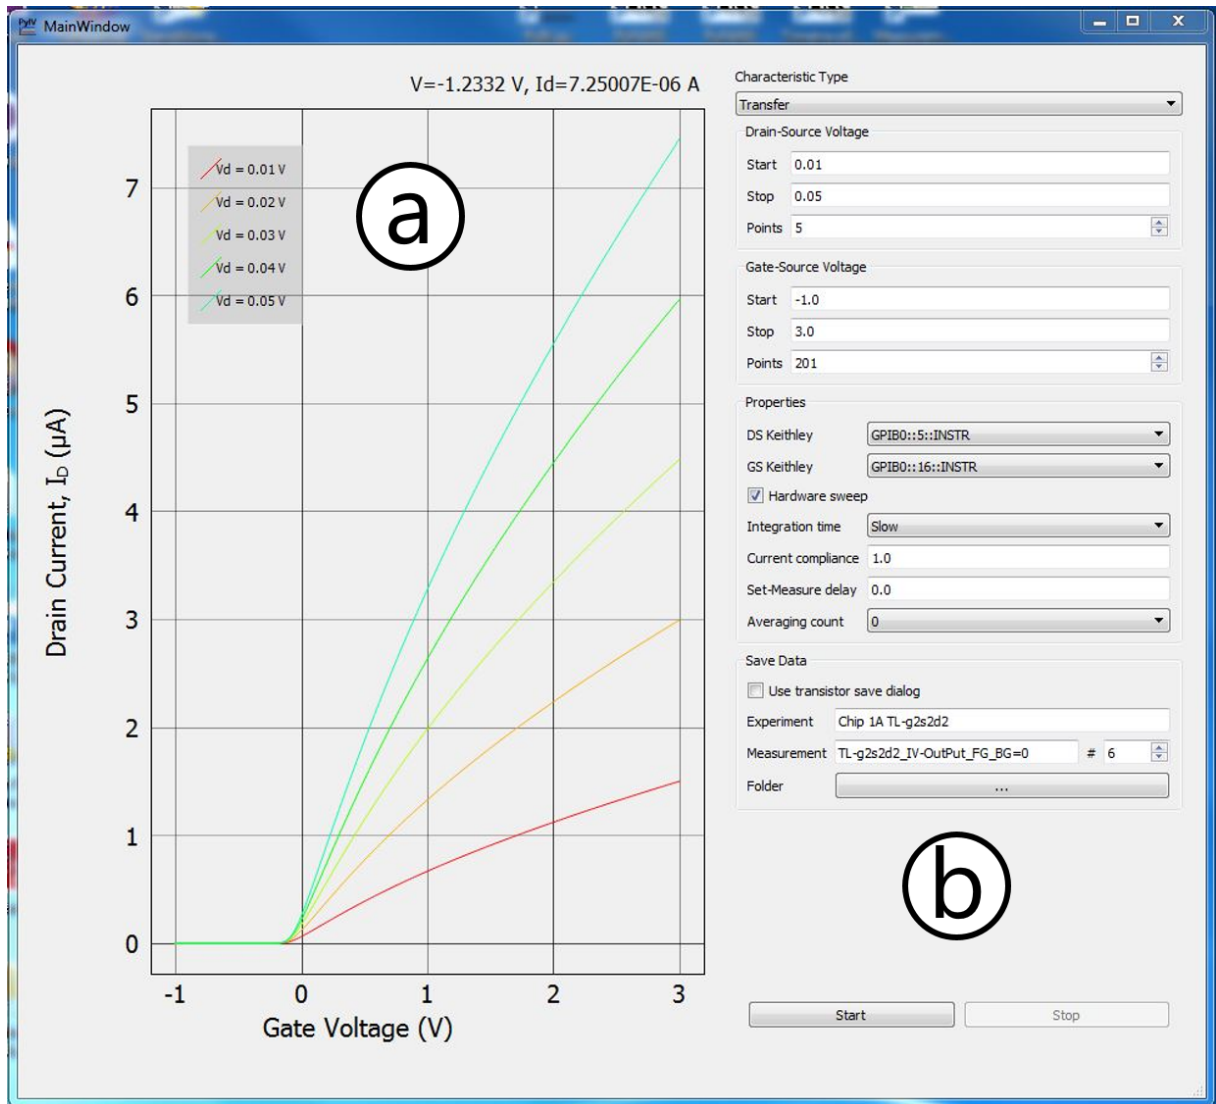 PyIV MainWindow
V=-1.2332 V, Id=7.25007E-06 A
Vd = 0.01 V
Vd = 0.02 V
Vd = 0.03 V
Vd = 0.04 V
Vd = 0.05 V
a
7
6
5
4
3
2
1
0
Drain Current, I_D (µA)
-1 0 1 2 3
Gate Voltage (V)
Characteristic Type
Transfer
Drain-Source Voltage
Start 0.01
Stop 0.05
Points 5
Gate-Source Voltage
Start -1.0
Stop 3.0
Points 201
Properties
DS Keithley GPIB0::5::INSTR
GS Keithley GPIB0::16::INSTR
Hardware sweep
Integration time Slow
Current compliance 1.0
Set-Measure delay 0.0
Averaging count 0
Save Data
Use transistor save dialog
Experiment Chip 1A TL-g2s2d2
Measurement TL-g2s2d2_IV-OutPut_FG_BG=0 # 6
Folder ...
b
Start Stop